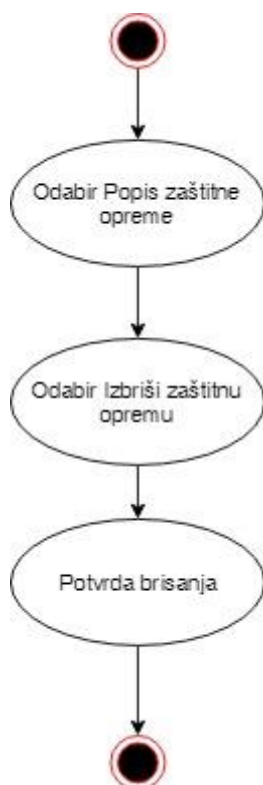 Odabir Popis zaštitne
opreme
Odabir Izbriši zaštitnu
opremu
Potvrda brisanja